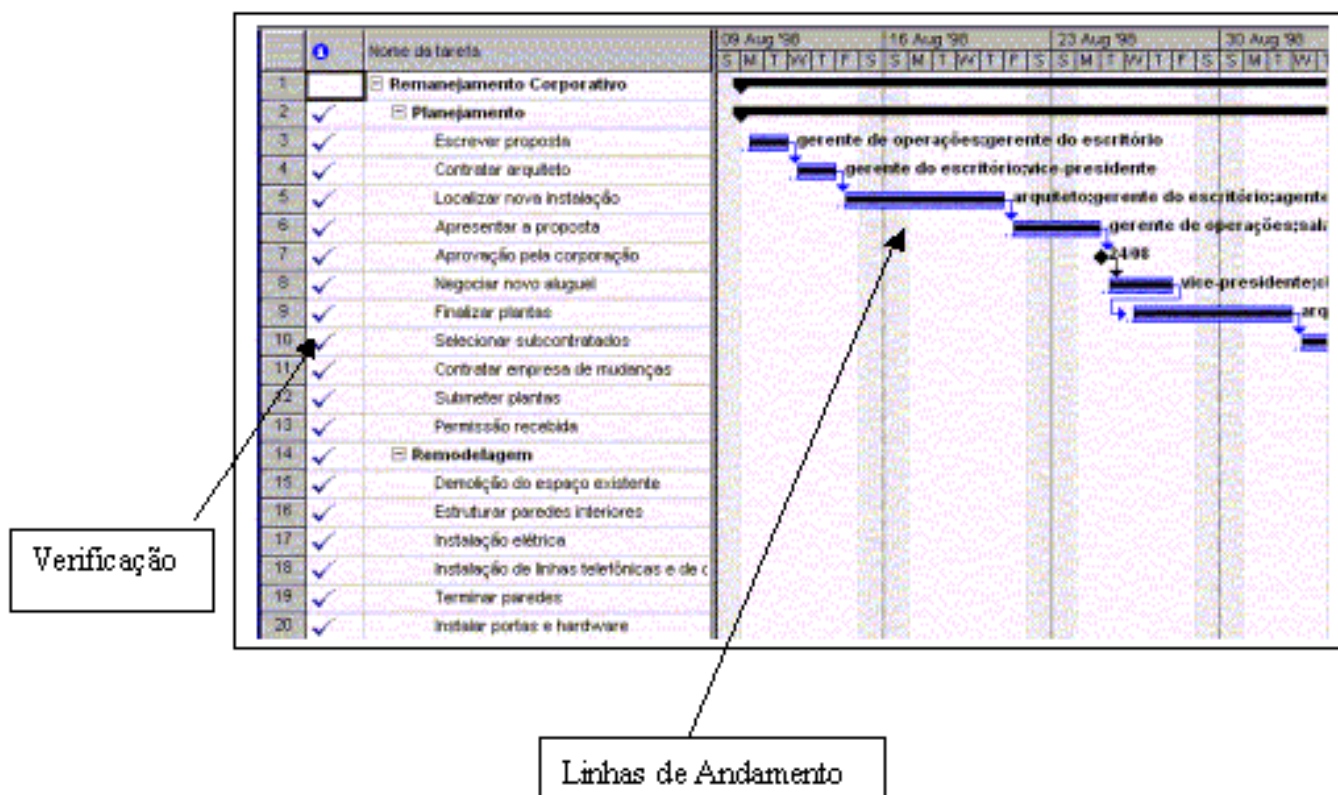 09 Aug '98 16 Aug '98 23 Aug '98 30 Aug '98
Nome da tarefa S M T W T F S S M T W T F S S M T W T F S S M T W
1 Remanejamento Corporativo
2 Planejamento
3 Escrever proposta gerente de operações;gerente do escritório
4 Contratar arquiteto gerente do escritório;vice-presidente
5 Localizar nova instalação arquiteto;gerente do escritório;agente
6 Apresentar a proposta gerente de operações;sala
7 Aprovação pela corporação 24/08
8 Negociar novo aluguel vice-presidente;
9 Finalizar plantas arq
10 Selecionar subcontratados
11 Contratar empresa de mudanças
12 Submeter plantas
13 Permissão recebida
14 Remodelagem
15 Demolição do espaço existente
16 Estruturar paredes interiores
17 Instalação elétrica
18 Instalação de linhas telefônicas e de
19 Terminar paredes
20 Instalar portas e hardware
Verificação
Linhas de Andamento